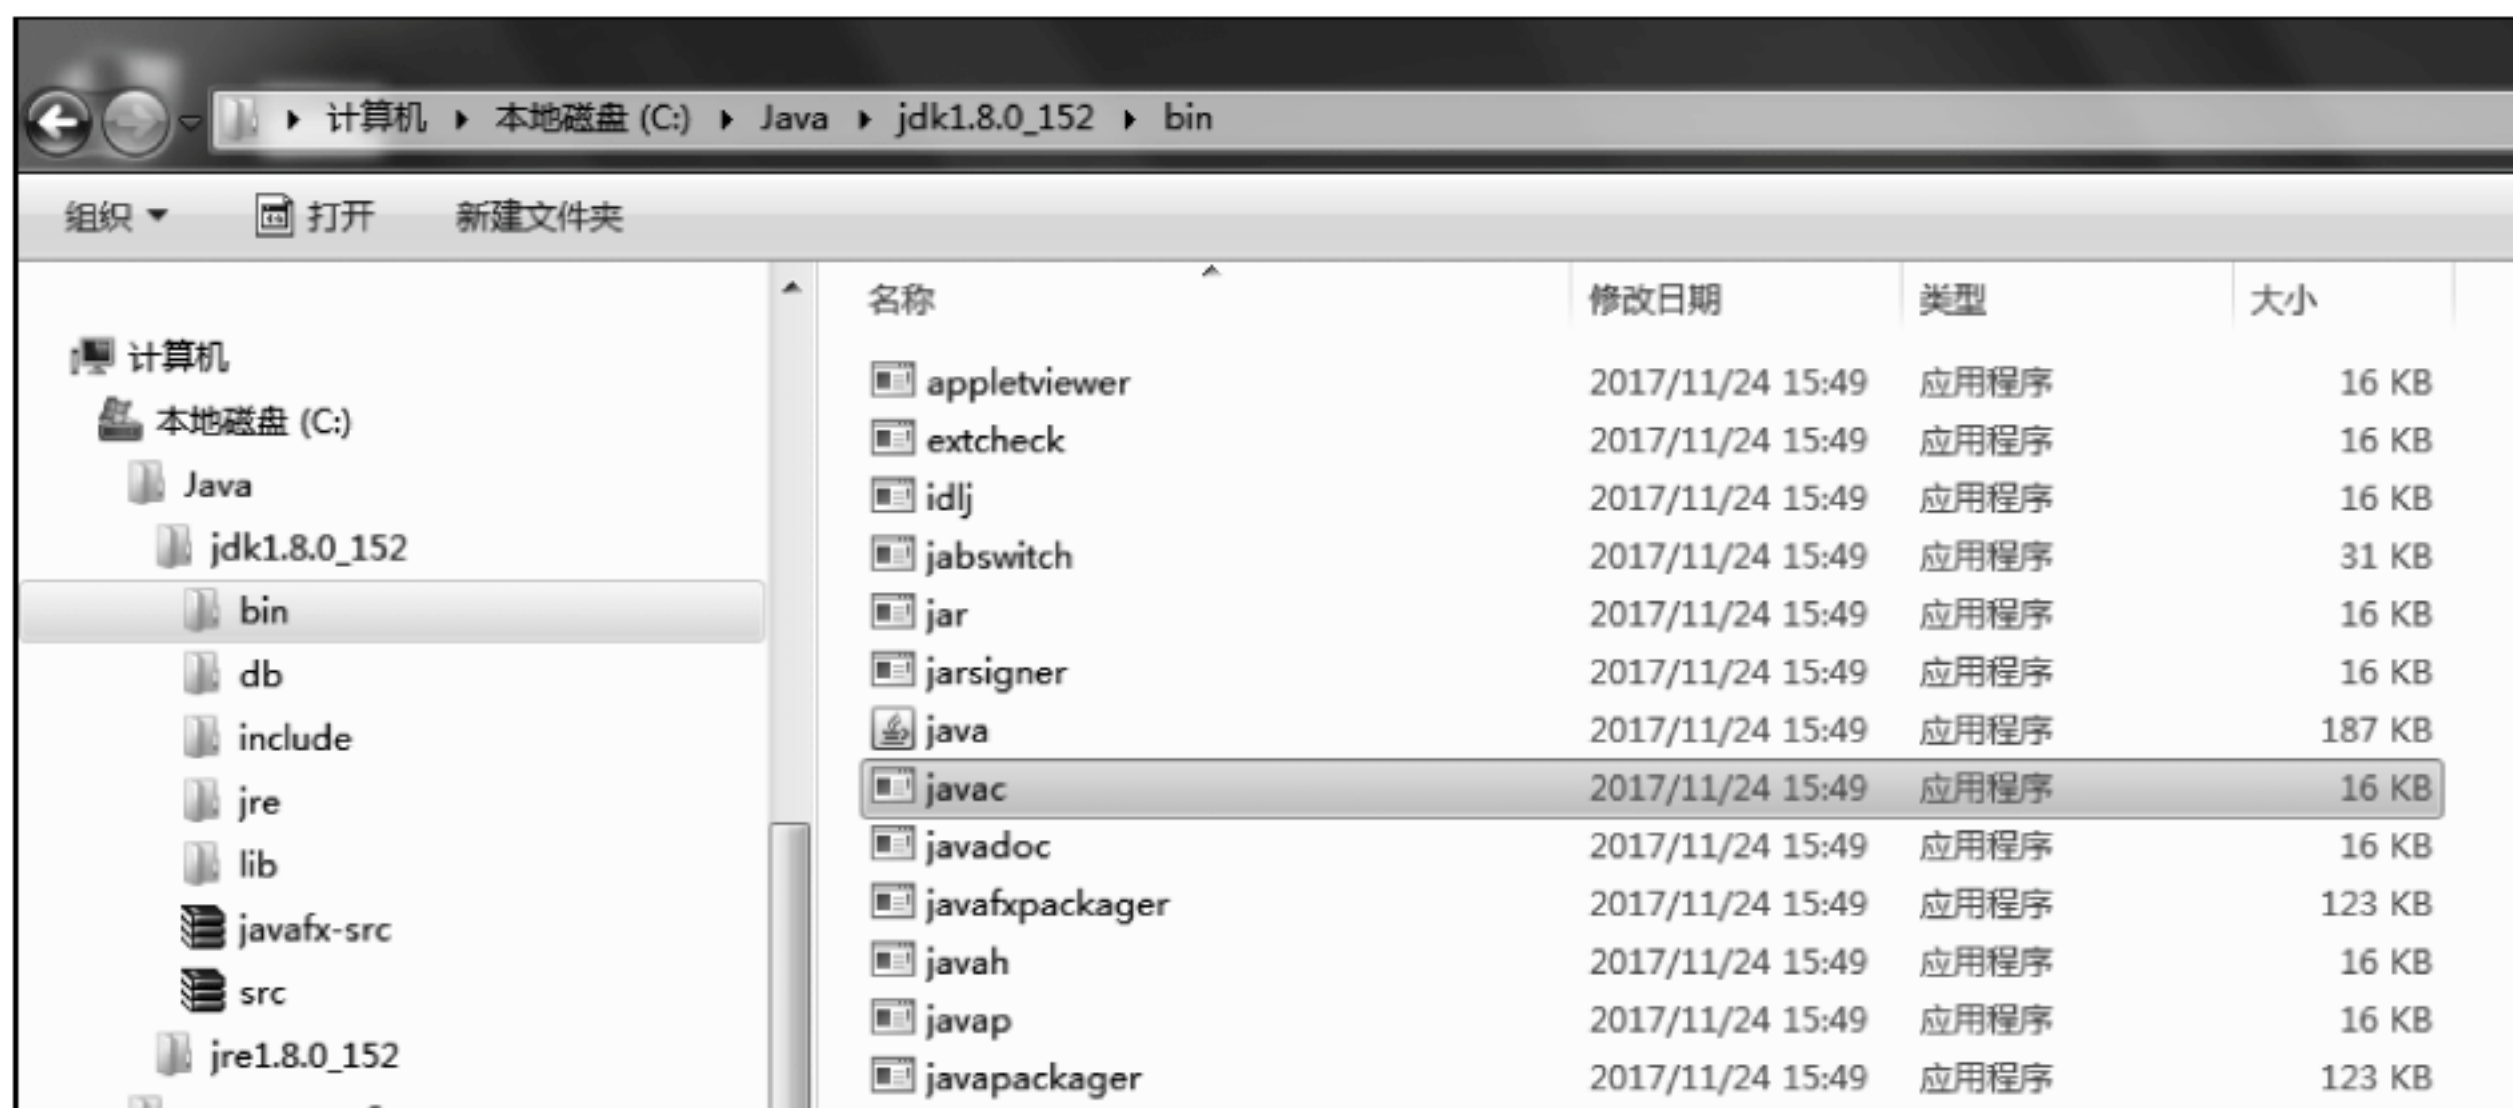 计算机 本地磁盘 (C:) Java jdk1.8.0_152 bin
组织 打开 新建文件夹
计算机
本地磁盘 (C:)
Java
jdk1.8.0_152
bin
db
include
jre
lib
javafx-src
src
jre1.8.0_152
名称 修改日期 类型 大小
appletviewer 2017/11/24 15:49 应用程序 16 KB
extcheck 2017/11/24 15:49 应用程序 16 KB
idlj 2017/11/24 15:49 应用程序 16 KB
jabswitch 2017/11/24 15:49 应用程序 31 KB
jar 2017/11/24 15:49 应用程序 16 KB
jarsigner 2017/11/24 15:49 应用程序 16 KB
java 2017/11/24 15:49 应用程序 187 KB
javac 2017/11/24 15:49 应用程序 16 KB
javadoc 2017/11/24 15:49 应用程序 16 KB
javafxpackager 2017/11/24 15:49 应用程序 123 KB
javah 2017/11/24 15:49 应用程序 16 KB
javap 2017/11/24 15:49 应用程序 16 KB
javapackager 2017/11/24 15:49 应用程序 123 KB